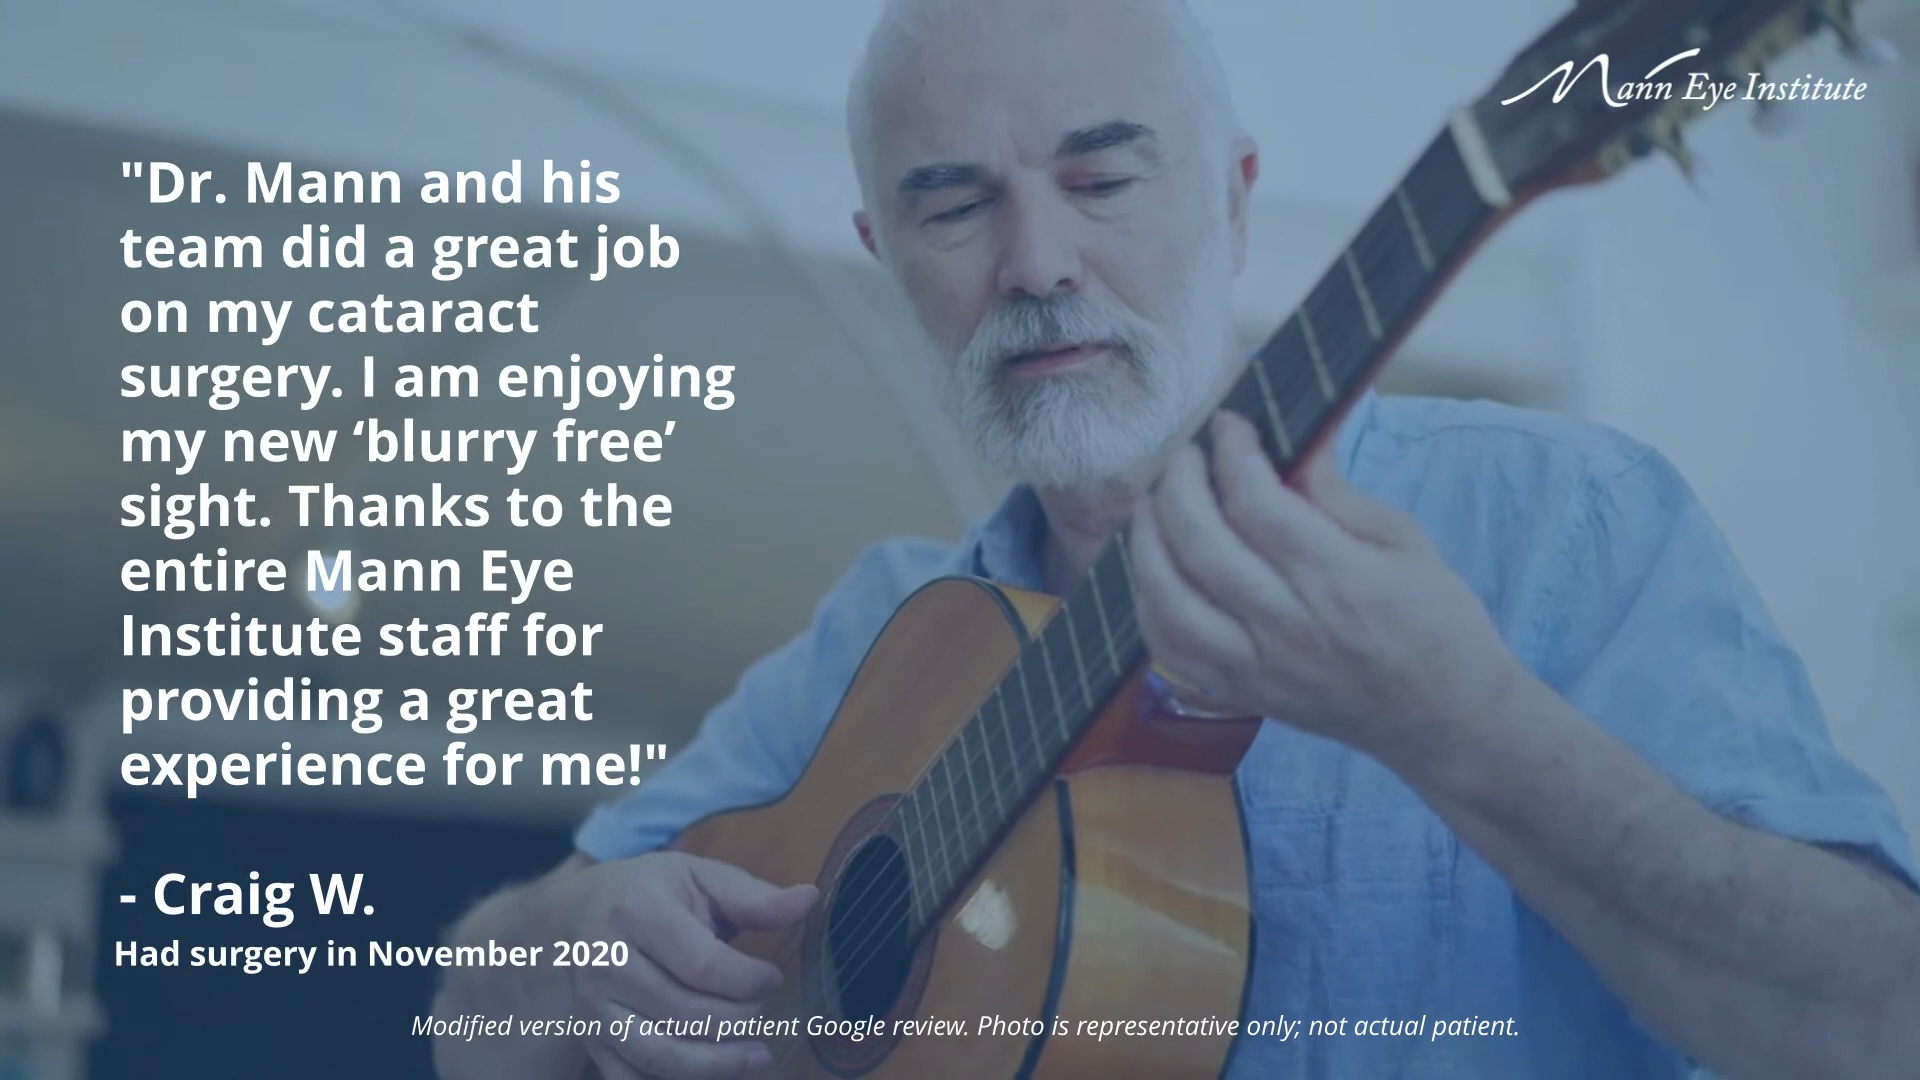 Mann Eye Institute
"Dr. Mann and his
team did a great job
on my cataract
surgery. I am enjoying
my new ‘blurry free’
sight. Thanks to the
entire Mann Eye
Institute staff for
providing a great
experience for me!"
- Craig W.
Had surgery in November 2020
Modified version of actual patient Google review. Photo is representative only; not actual patient.